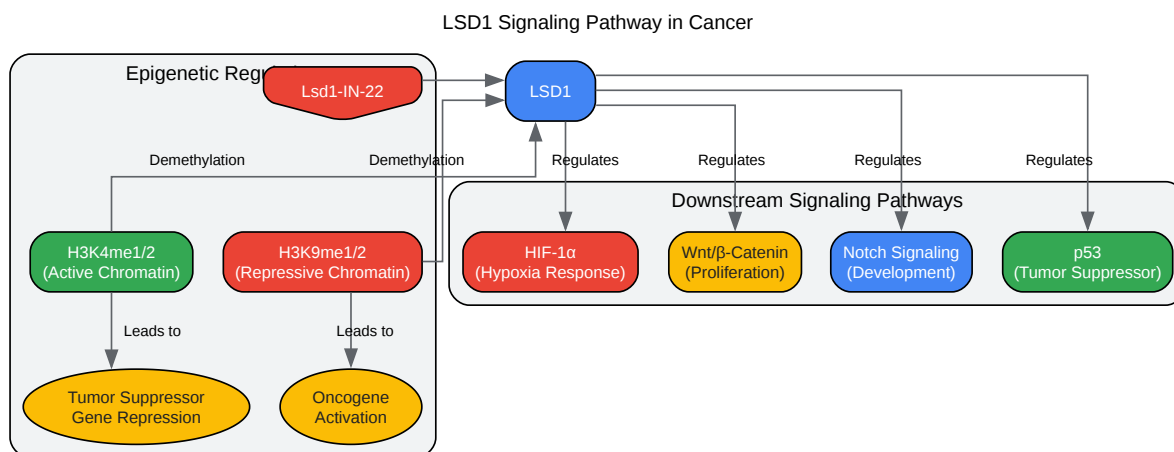 LSD1 Signaling Pathway in Cancer
Epigenetic Regul
Lsd1-IN-22
LSD1
Demethylation
Demethylation
Regulates
Regulates
Regulates
Regulates
Downstream Signaling Pathways
H3K4me1/2
(Active Chromatin)
H3K9me1/2
(Repressive Chromatin)
HIF-1α
(Hypoxia Response)
Wnt/β-Catenin
(Proliferation)
Notch Signaling
(Development)
p53
(Tumor Suppressor)
Leads to
Leads to
Tumor Suppressor
Gene Repression
Oncogene
Activation